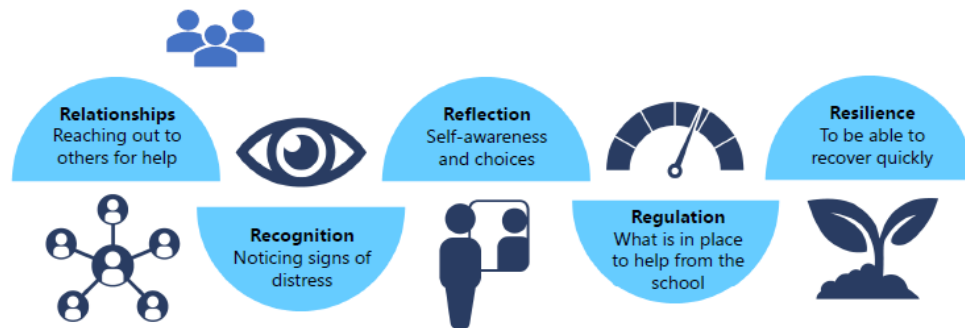 Relationships
Reaching out to
others for help
Recognition
Noticing signs of
distress
Reflection
Self-awareness
and choices
Regulation
What is in place
to help from the
school
Resilience
To be able to
recover quickly